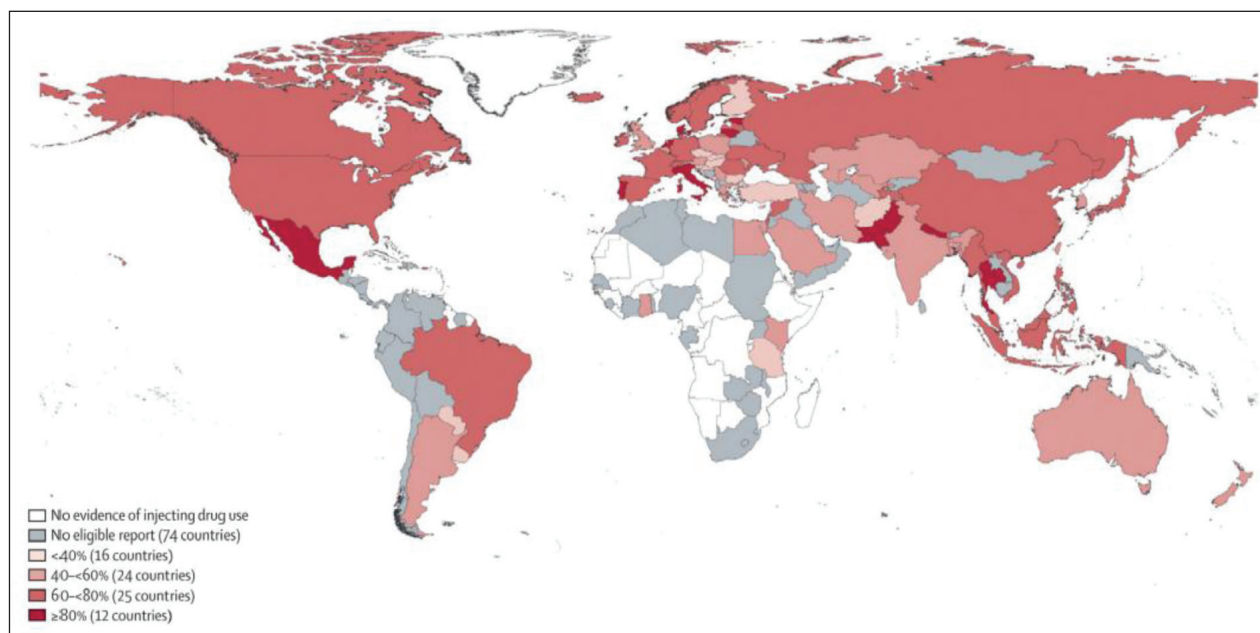 No evidence of injecting drug use
No eligible report (74 countries)
<40% (16 countries)
40–<60% (24 countries)
60–<80% (25 countries)
≥80% (12 countries)